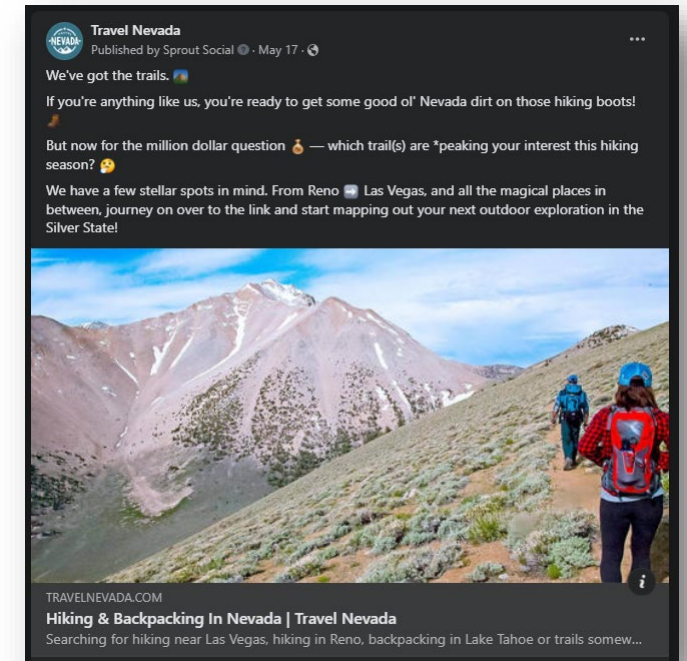 NEVADA
Travel Nevada
Published by Sprout Social · May 17 ·
We've got the trails. 🏞️
If you're anything like us, you're ready to get some good ol' Nevada dirt on those hiking boots!
🥾
But now for the million dollar question 💰 — which trail(s) are *peaking your interest this hiking
season? 🤔
We have a few stellar spots in mind. From Reno ➡️ Las Vegas, and all the magical places in
between, journey on over to the link and start mapping out your next outdoor exploration in the
Silver State!
i
TRAVELNEVADA.COM
Hiking & Backpacking In Nevada | Travel Nevada
Searching for hiking near Las Vegas, hiking in Reno, backpacking in Lake Tahoe or trails somew...